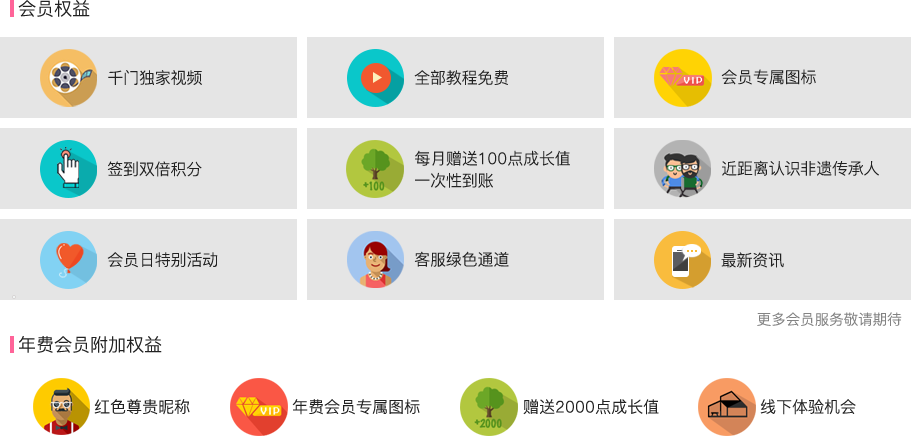 会员权益
千门独家视频
全部教程免费
VIP
会员专属图标
签到双倍积分
+100
每月赠送100点成长值
一次性到账
近距离认识非遗传承人
会员日特别活动
客服绿色通道
最新资讯
更多会员服务敬请期待
年费会员附加权益
红色尊贵昵称
VIP
年费会员专属图标
+2000
赠送2000点成长值
线下体验机会